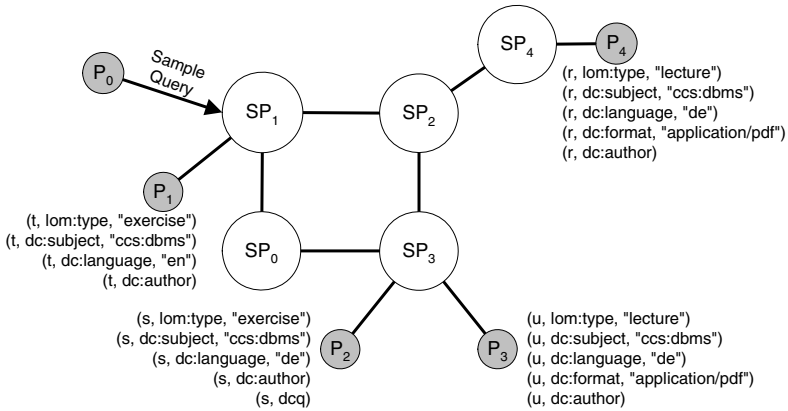 P0
Sample
Query
SP1
SP2
SP4
P4
(r, lom:type, "lecture")
(r, dc:subject, "ccs:dbms")
(r, dc:language, "de")
(r, dc:format, "application/pdf")
(r, dc:author)
P1
(t, lom:type, "exercise")
(t, dc:subject, "ccs:dbms")
(t, dc:language, "en")
(t, dc:author)
SP0
SP3
(s, lom:type, "exercise")
(s, dc:subject, "ccs:dbms")
(s, dc:language, "de")
(s, dc:author)
(s, dcq)
P2
P3
(u, lom:type, "lecture")
(u, dc:subject, "ccs:dbms")
(u, dc:language, "de")
(u, dc:format, "application/pdf")
(u, dc:author)